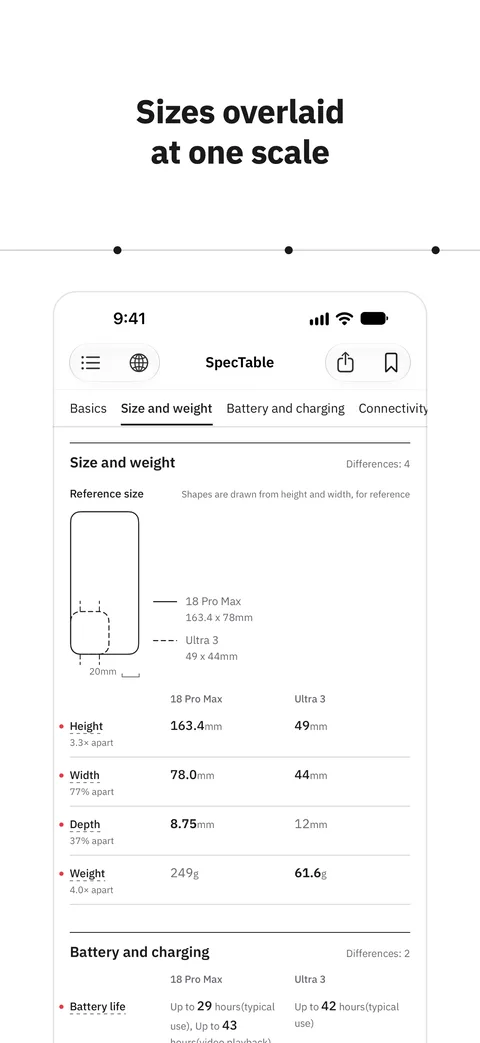 Sizes overlaid
at one scale
9:41
SpecTable
Basics Size and weight Battery and charging Connectivity
Size and weight Differences: 4
Reference size Shapes are drawn from height and width, for reference
18 Pro Max
163.4 x 78mm
Ultra 3
49 x 44mm
20mm
18 Pro Max Ultra 3
Height 163.4mm 49mm
3.3× apart
Width 78.0mm 44mm
77% apart
Depth 8.75mm 12mm
37% apart
Weight 249g 61.6g
4.0× apart
Battery and charging Differences: 2
18 Pro Max Ultra 3
Battery life Up to 29 hours(typical Up to 42 hours(typical
use), Up to 43 use)
hours(video playback)